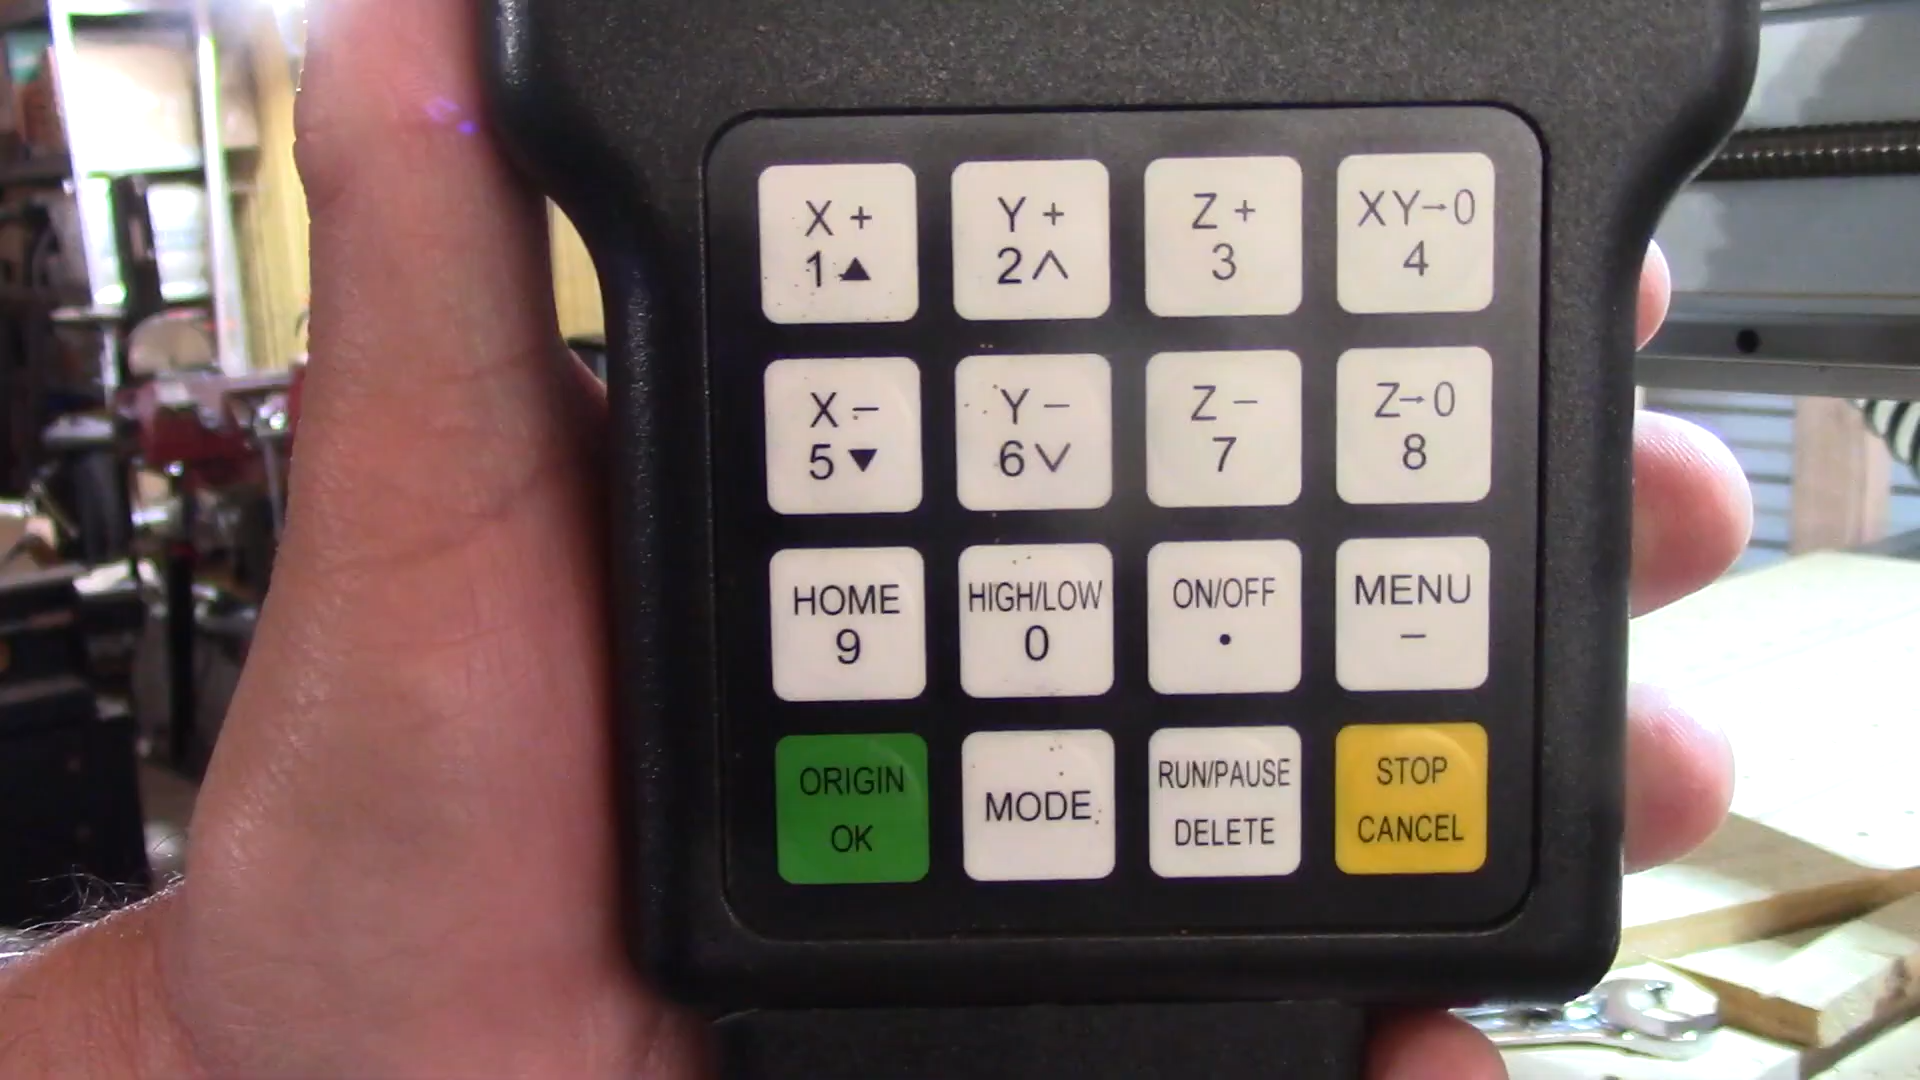 X + Y + Z + XY→0
1▲ 2∧ 3 4
X − Y − Z − Z→0
5▼ 6∨ 7 8
HOME HIGH/LOW ON/OFF MENU
9 0 • −
ORIGIN MODE RUN/PAUSE STOP
OK DELETE CANCEL